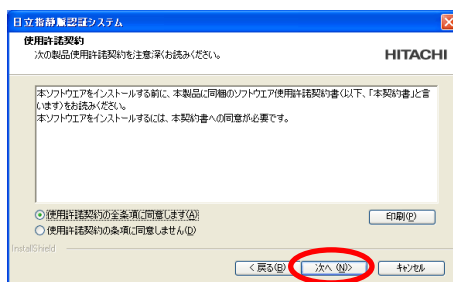 日立指静脈認証システム
使用許諾契約
次の製品使用許諾契約を注意深くお読みください。
HITACHI
本ソフトウエアをインストールする前に、本製品に同梱のソフトウエア使用許諾契約書(以下、「本契約書」と言
います)をお読みください。
本ソフトウエアをインストールするには、本契約書への同意が必要です。
使用許諾契約の全条項に同意します(A)
印刷(P)
使用許諾契約の条項に同意しません(D)
InstallShield
< 戻る(B)
次へ (N)>
キャンセル